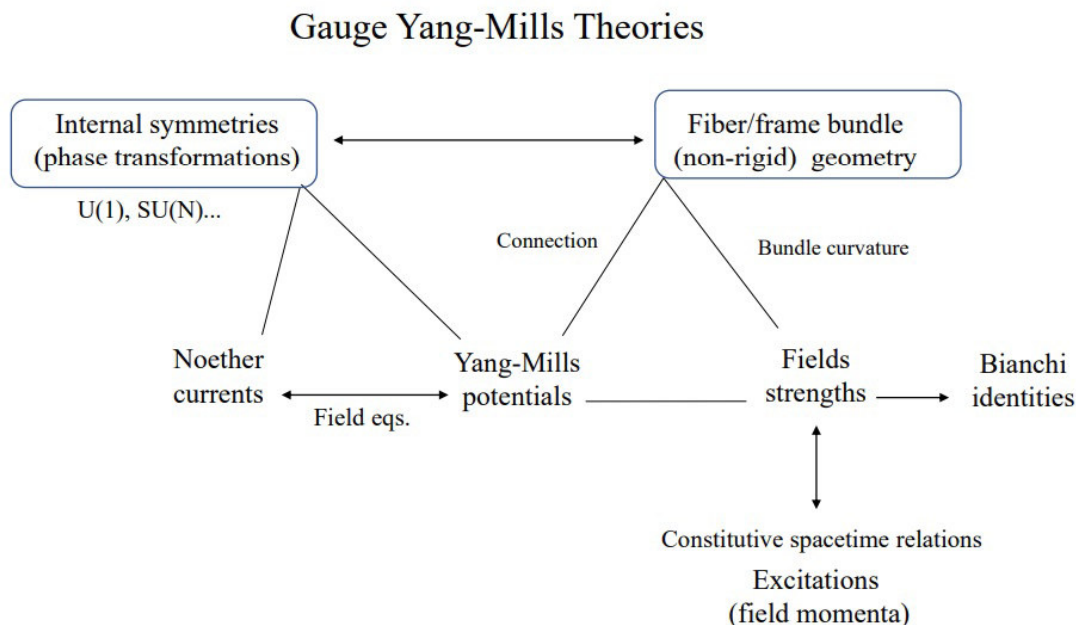 Gauge Yang-Mills Theories
Internal symmetries
(phase transformations)
Fiber/frame bundle
(non-rigid) geometry
U(1), SU(N)...
Connection
Bundle curvature
Noether
currents
Field eqs.
Yang-Mills
potentials
Fields
strengths
Bianchi
identities
Constitutive spacetime relations
Excitations
(field momenta)